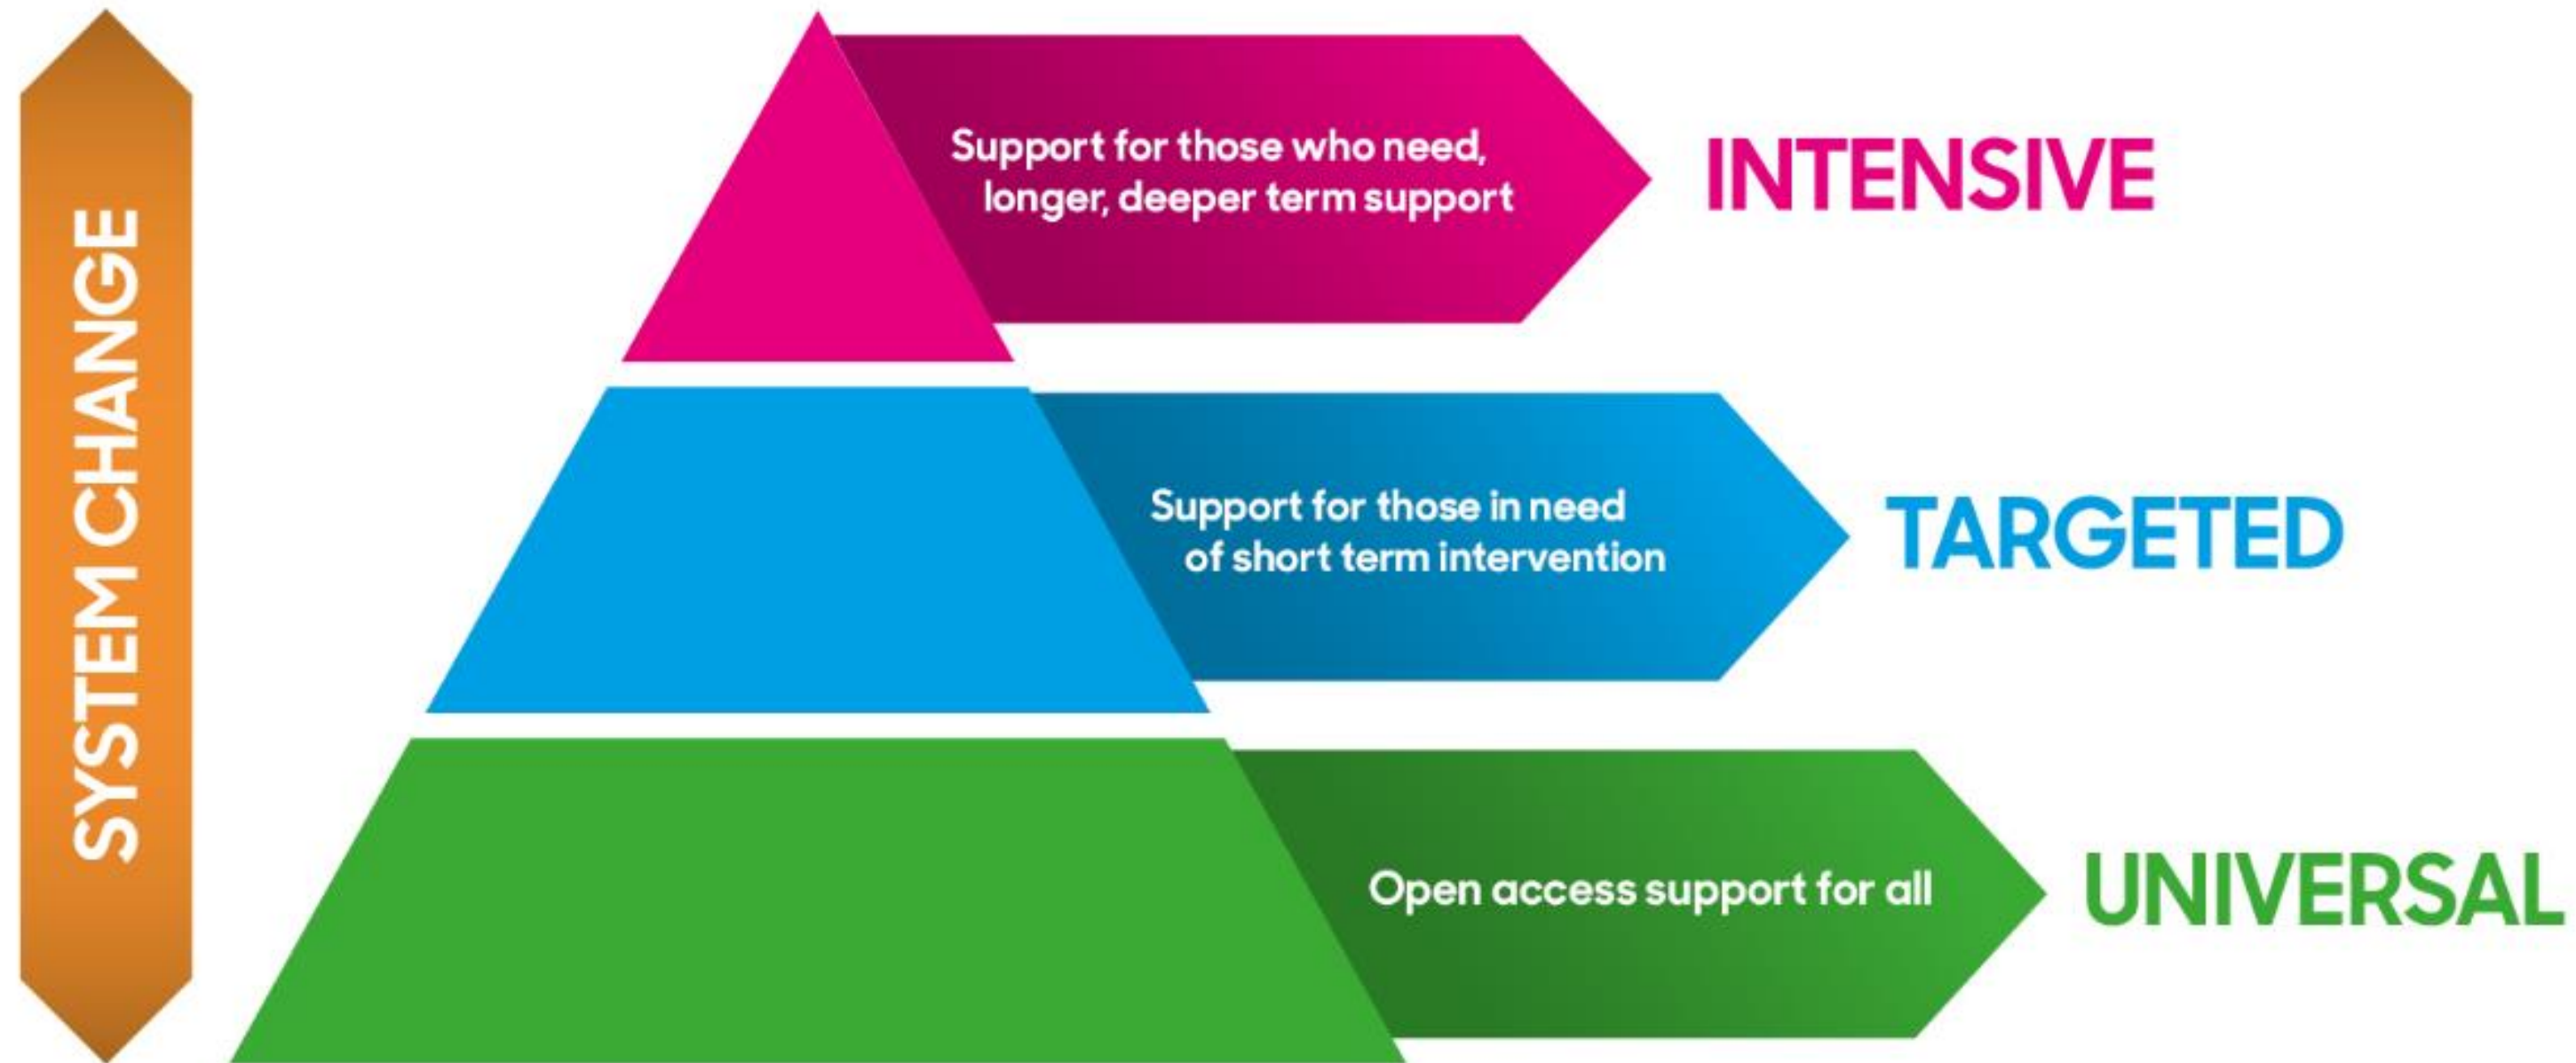 SYSTEM CHANGE
Support for those who need,
longer, deeper term support
INTENSIVE
Support for those in need
of short term intervention
TARGETED
Open access support for all
UNIVERSAL